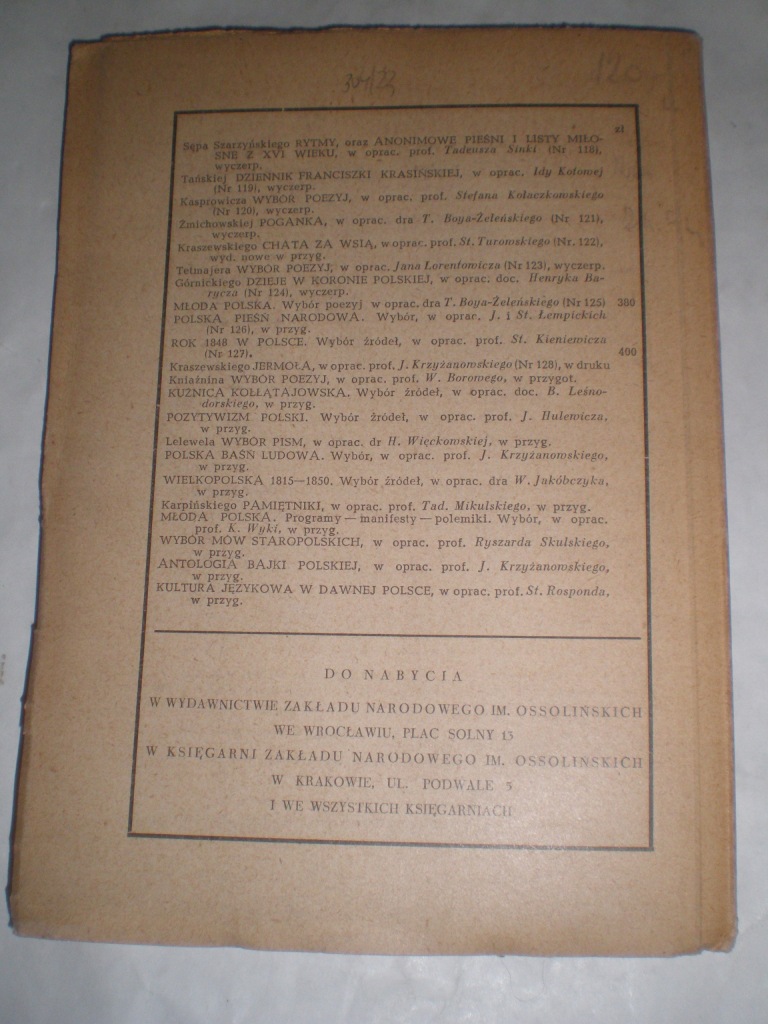 120
zł
Sępa Szarzyńskiego RYTMY, oraz ANONIMOWE PIEŚNI I LISTY MIŁO-
SNE Z XVI WIEKU, w oprac. prof. Tadeusza Sinki (Nr 118),
wyczerp.
Tańskiej DZIENNIK FRANCISZKI KRASIŃSKIEJ, w oprac. Idy Kotowej
(Nr 119), wyczerp.
Kasprowicza WYBÓR POEZYJ, w oprac. prof. Stefana Kołaczkowskiego
(Nr 120), wyczerp.
Żmichowskiej POGANKA, w oprac. dra T. Boya-Żeleńskiego (Nr 121),
wyczerp.
Kraszewskiego CHATA ZA WSIĄ, w oprac. prof. St. Turowskiego (Nr. 122),
wyd. nowe w przyg.
Tetmajera WYBÓR POEZYJ, w oprac. Jana Lorentowicza (Nr 123), wyczerp.
Górnickiego DZIEJE W KORONIE POLSKIEJ, w oprac. doc. Henryka Ba-
rycza (Nr 124), wyczerp.
MŁODA POLSKA. Wybór poezyj w oprac. dra T. Boya-Żeleńskiego (Nr 125) 380
POLSKA PIEŚŃ NARODOWA. Wybór, w oprac. J. i St. Łempickich
(Nr 126), w przyg.
ROK 1848 W POLSCE. Wybór źródeł, w oprac. prof. St. Kieniewicza
(Nr 127). 400
Kraszewskiego JERMOŁA, w oprac. prof. J. Krzyżanowskiego (Nr 128), w druku
Kniaźnina WYBÓR POEZYJ, w oprac. prof. W. Borowego, w przygot.
KUŹNICA KOŁŁĄTAJOWSKA. Wybór źródeł, w oprac. doc. B. Leśno-
dorskiego, w przyg.
POZYTYWIZM POLSKI. Wybór źródeł, w oprac. prof. J. Hulewicza,
w przyg.
Lelewela WYBÓR PISM, w oprac. dr H. Więckowskiej, w przyg.
POLSKA BAŚŃ LUDOWA. Wybór, w oprac. prof. J. Krzyżanowskiego,
w przyg.
WIELKOPOLSKA 1815—1850. Wybór źródeł, w oprac. dra W. Jakóbczyka,
w przyg.
Karpińskiego PAMIĘTNIKI, w oprac. prof. Tad. Mikulskiego, w przyg.
MŁODA POLSKA. Programy — manifesty — polemiki. Wybór, w oprac.
prof. K. Wyki, w przyg.
WYBÓR MÓW STAROPOLSKICH, w oprac. prof. Ryszarda Skulskiego,
w przyg.
ANTOLOGIA BAJKI POLSKIEJ, w oprac. prof. J. Krzyżanowskiego,
w przyg.
KULTURA JĘZYKOWA W DAWNEJ POLSCE, w oprac. prof. St. Rosponda,
w przyg.
DO NABYCIA
W WYDAWNICTWIE ZAKŁADU NARODOWEGO IM. OSSOLIŃSKICH
WE WROCŁAWIU, PLAC SOLNY 13
W KSIĘGARNI ZAKŁADU NARODOWEGO IM. OSSOLIŃSKICH
W KRAKOWIE, UL. PODWALE 5
I WE WSZYSTKICH KSIĘGARNIACH